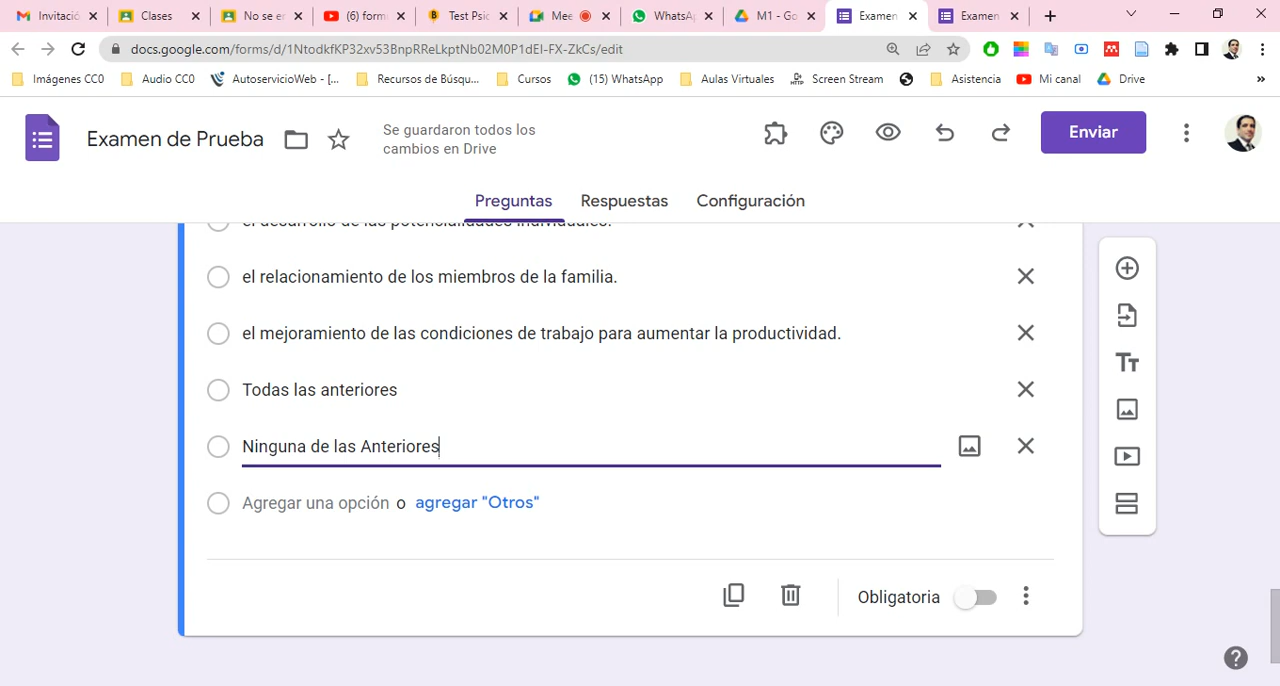 Invitació
Clases
No se en
(6) form
Test Psic
Mee
WhatsAp
M1 - Go
Examen
Examen
docs.google.com/forms/d/1NtodkfKP32xv53BnpRReLkptNb02M0P1dEI-FX-ZkCs/edit
Imágenes CC0
Audio CC0
AutoservicioWeb - [...
Recursos de Búsqu...
Cursos
(15) WhatsApp
Aulas Virtuales
Screen Stream
Asistencia
Mi canal
Drive
»
Examen de Prueba
Se guardaron todos los
cambios en Drive
Enviar
Preguntas
Respuestas
Configuración
el desarrollo de las potencialidades individuales.
el relacionamiento de los miembros de la familia.
el mejoramiento de las condiciones de trabajo para aumentar la productividad.
Todas las anteriores
Ninguna de las Anteriores
Agregar una opción o agregar "Otros"
Obligatoria